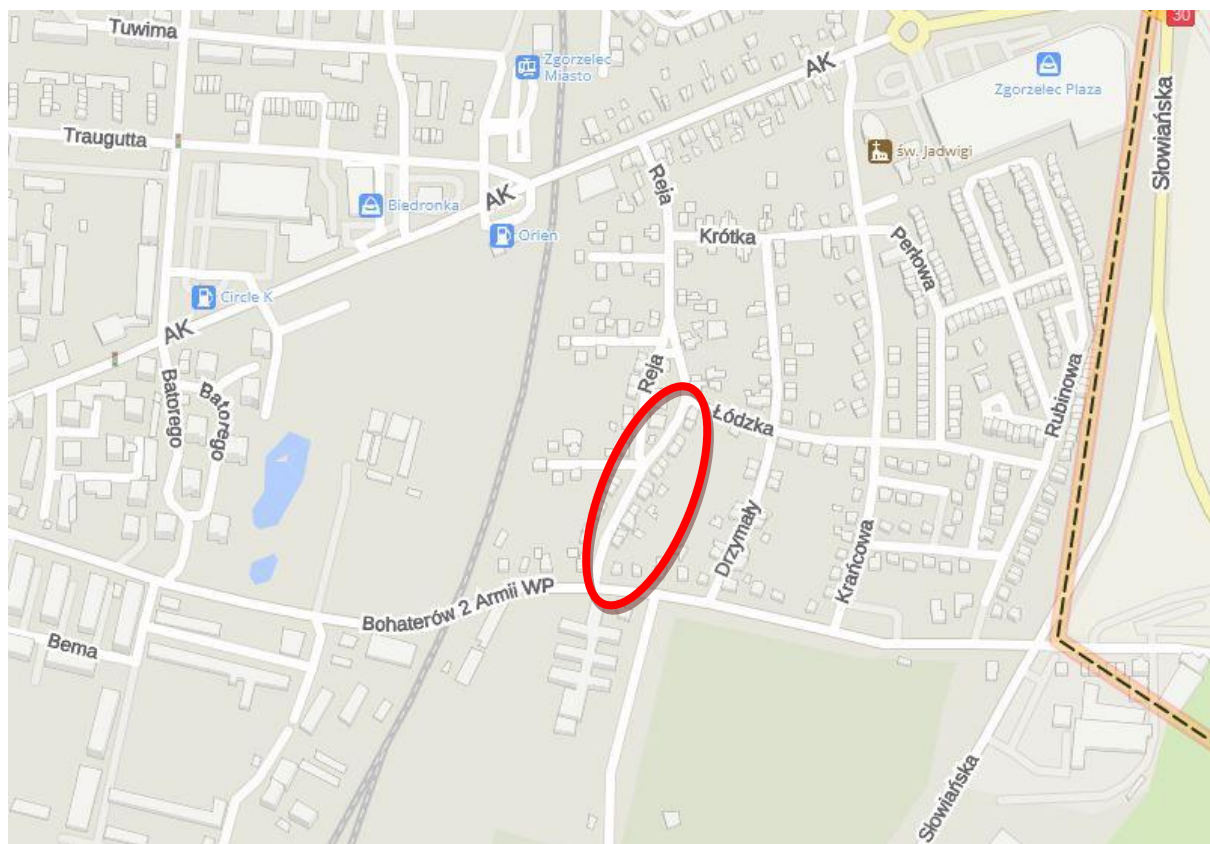 30
Tuwima
Zgorzelec
Miasto
AK
Zgorzelec Plaza
Słowiańska
Traugutta
św. Jadwigi
Reja
AK
Biedronka
Orlen
Krótka
Perłowa
Circle K
AK
Reja
Batorego
Batorego
Łódzka
Rubinowa
Drzymały
Krańcowa
Bohaterów 2 Armii WP
Bema
Słowiańska